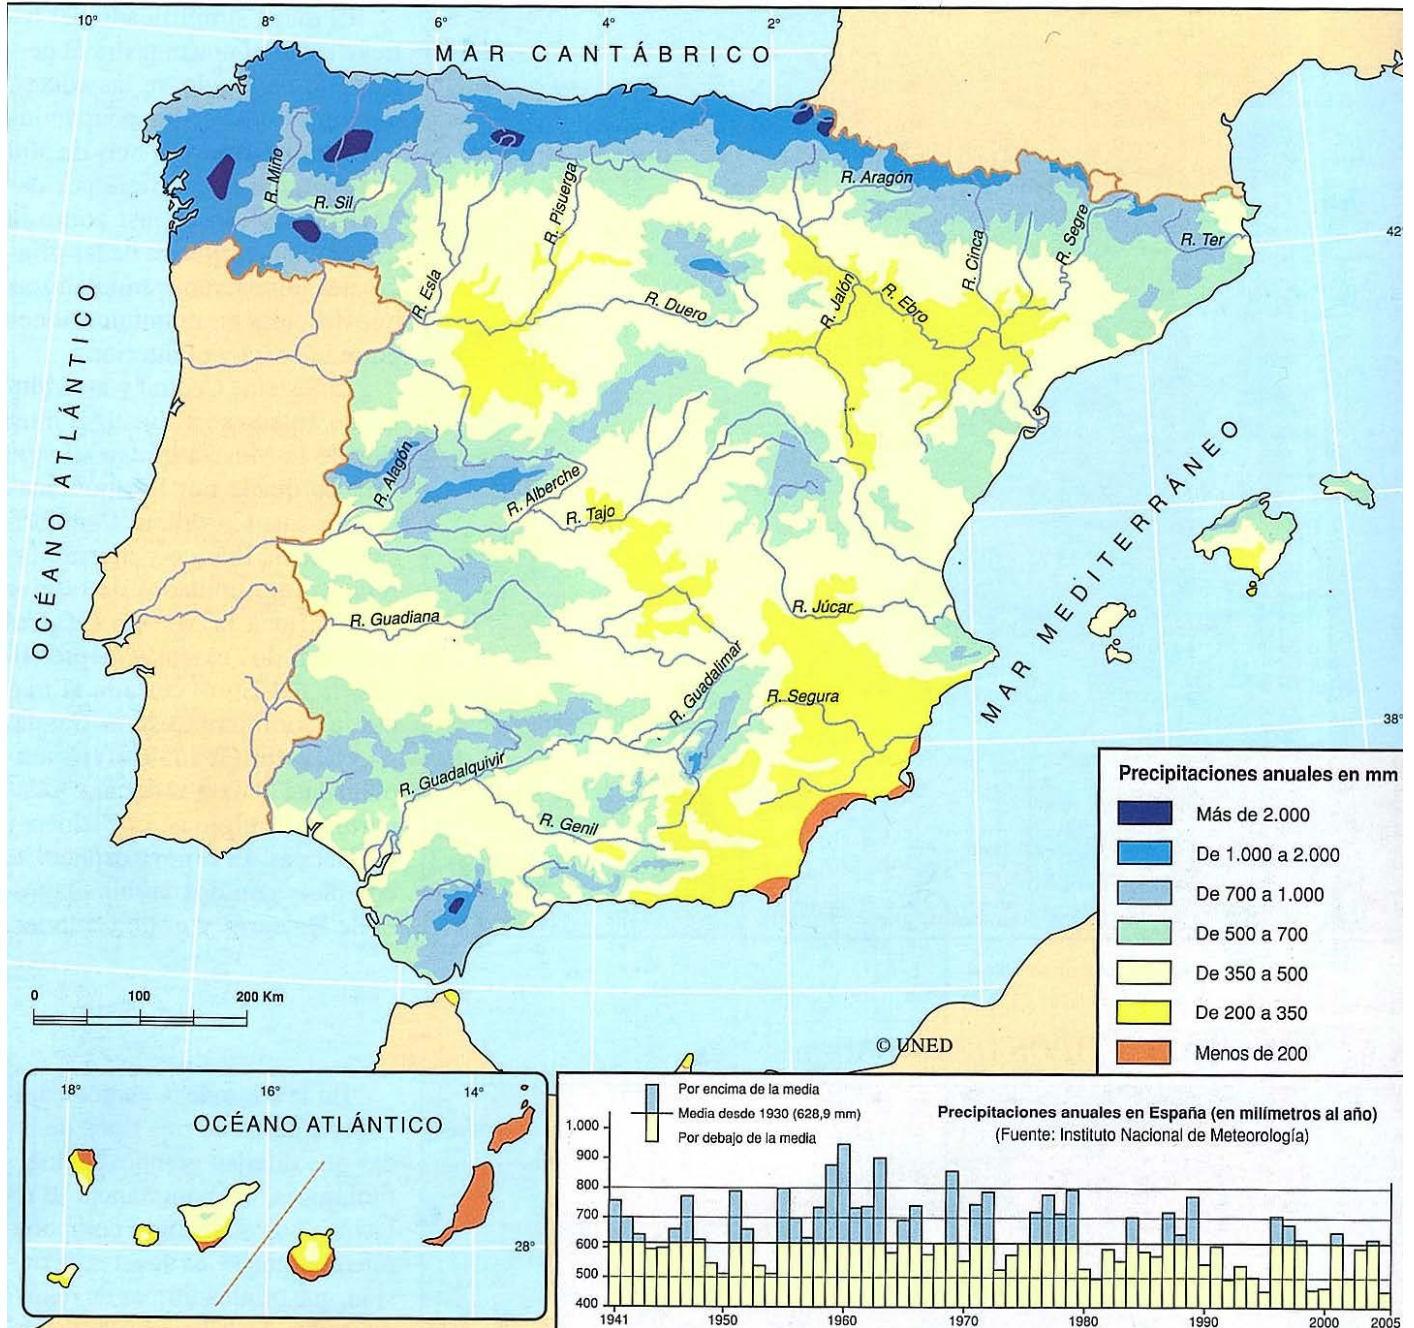 10°
8°
6°
4°
2°
MAR CANTÁBRICO
R. Miño
R. Sil
R. Esla
R. Pisuerga
R. Duero
R. Aragón
R. Cinca
R. Segre
R. Ter
R. Jalón
R. Ebro
42°
OCÉANO ATLÁNTICO
R. Alagón
R. Alberche
R. Tajo
R. Guadiana
R. Júcar
R. Guadalimar
R. Segura
R. Guadalquivir
R. Genil
MAR MEDITERRÁNEO
38°
Precipitaciones anuales en mm
Más de 2.000
De 1.000 a 2.000
De 700 a 1.000
De 500 a 700
De 350 a 500
De 200 a 350
Menos de 200
0 100 200 Km
© UNED
18° 16° 14°
OCÉANO ATLÁNTICO
28°
Por encima de la media
Media desde 1930 (628,9 mm)
Por debajo de la media
Precipitaciones anuales en España (en milímetros al año)
(Fuente: Instituto Nacional de Meteorología)
1.000
900
800
700
600
500
400
1941 1950 1960 1970 1980 1990 2000 2005